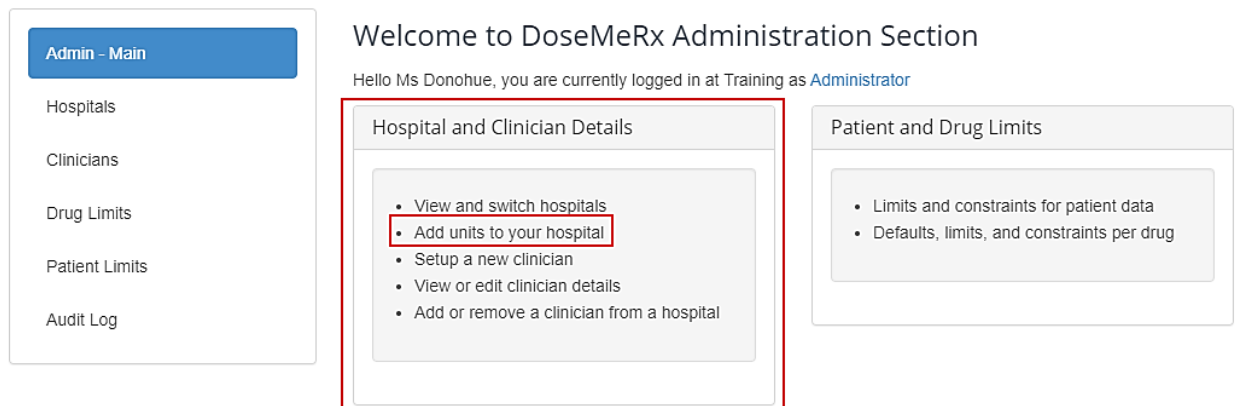 Admin - Main
Hospitals
Clinicians
Drug Limits
Patient Limits
Audit Log
Welcome to DoseMeRx Administration Section
Hello Ms Donohue, you are currently logged in at Training as Administrator
Hospital and Clinician Details
View and switch hospitals
Add units to your hospital
Setup a new clinician
View or edit clinician details
Add or remove a clinician from a hospital
Patient and Drug Limits
Limits and constraints for patient data
Defaults, limits, and constraints per drug